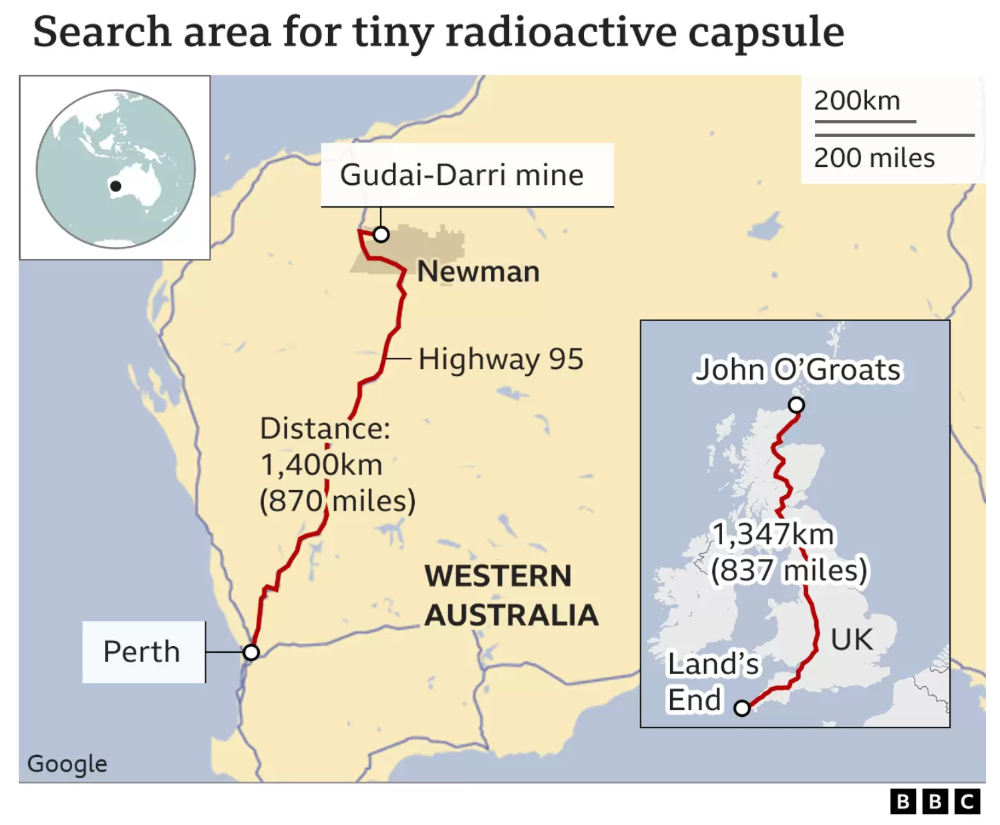 Search area for tiny radioactive capsule
200km
200 miles
Gudai-Darri mine
Newman
Highway 95
Distance:
1,400km
(870 miles)
WESTERN
AUSTRALIA
Perth
John O’Groats
1,347km
(837 miles)
UK
Land’s
End
Google
BBC